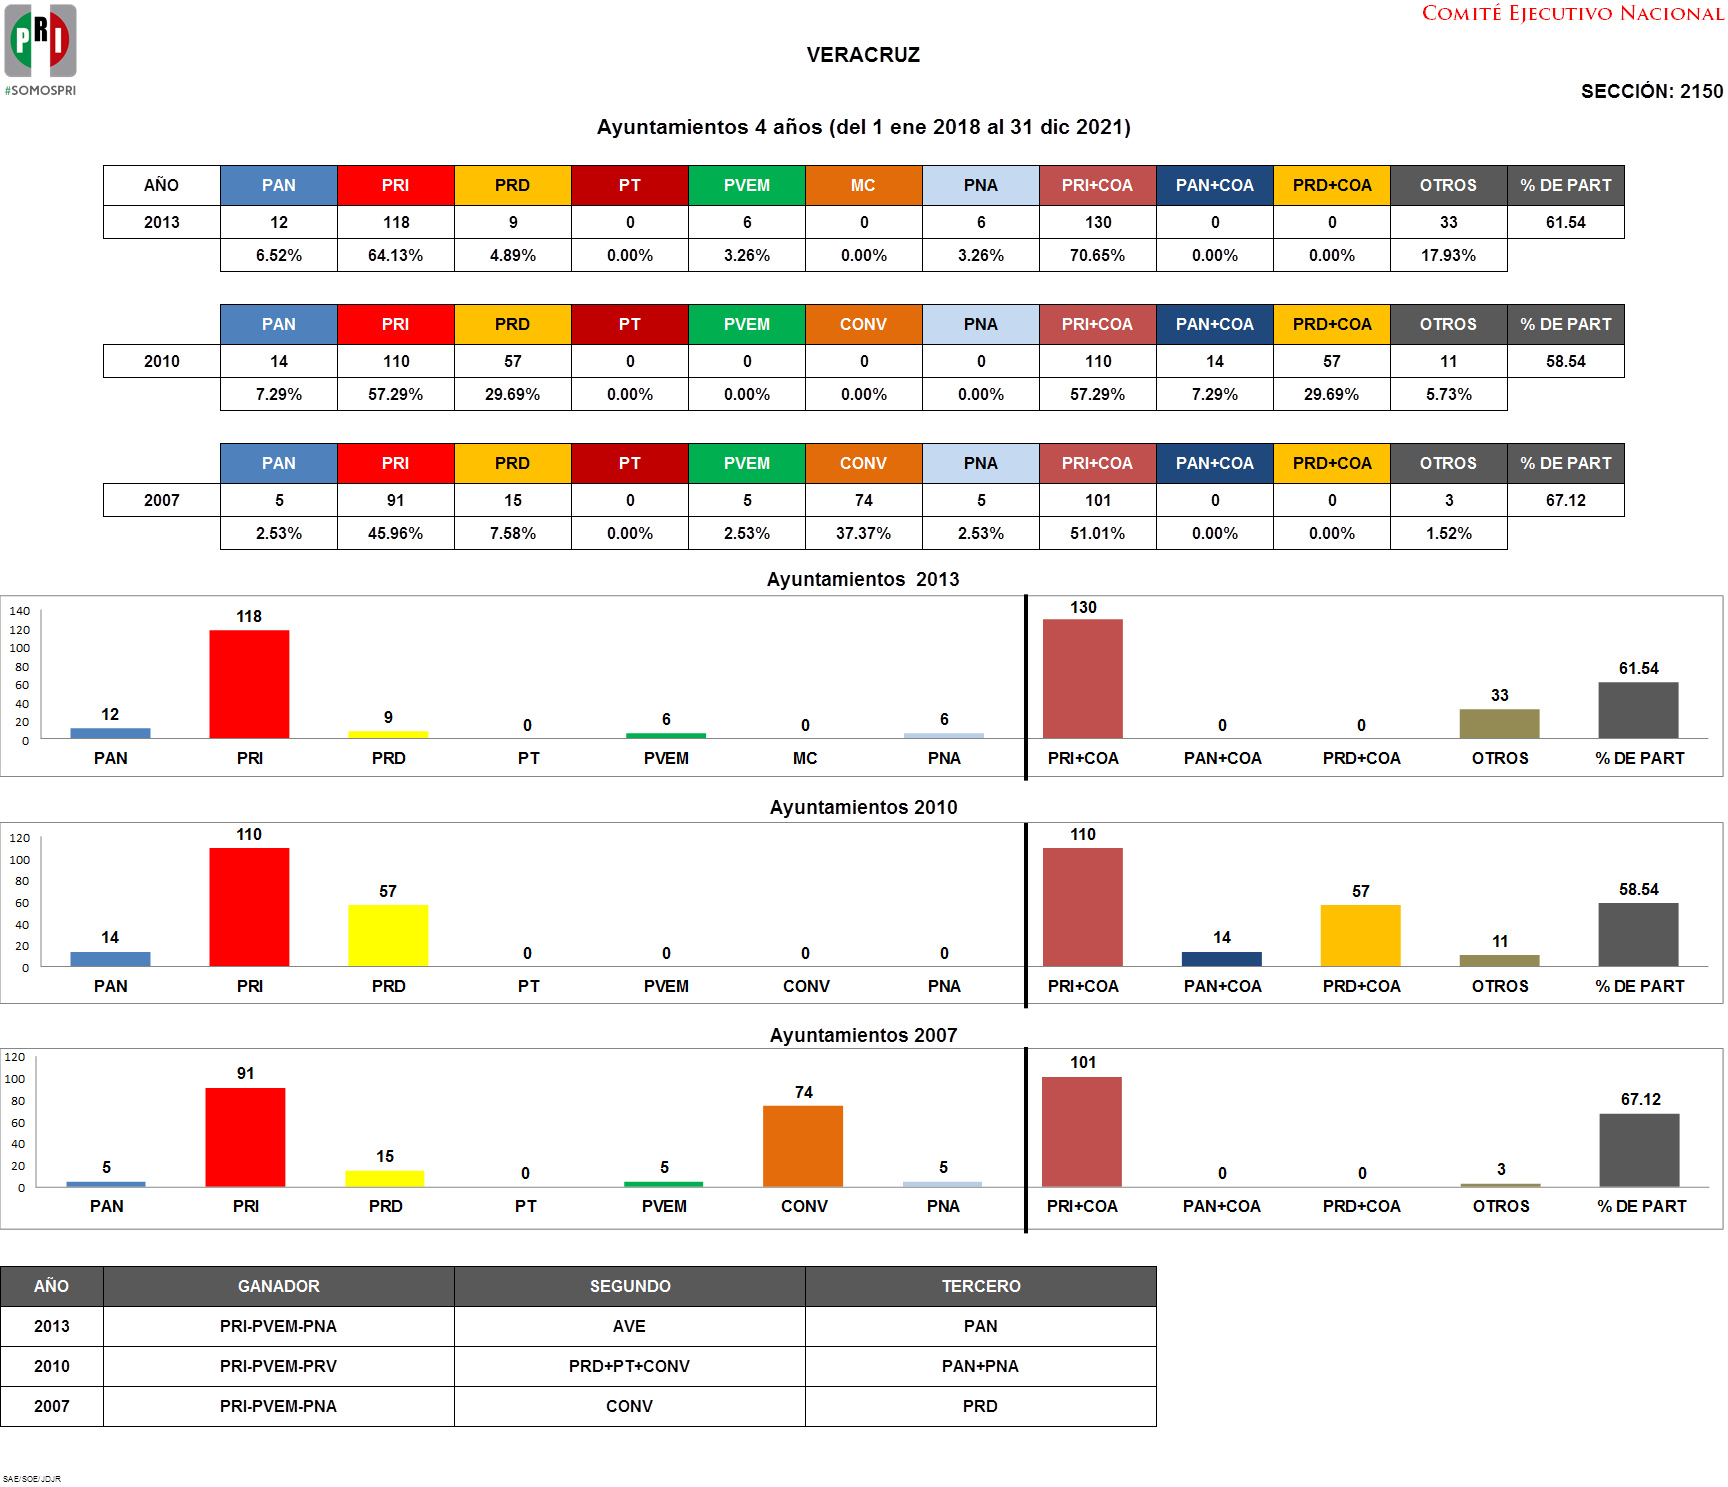 PRI
#SOMOSPRI
COMITÉ EJECUTIVO NACIONAL
VERACRUZ
SECCIÓN: 2150
Ayuntamientos 4 años (del 1 ene 2018 al 31 dic 2021)
AÑO PAN PRI PRD PT PVEM MC PNA PRI+COA PAN+COA PRD+COA OTROS % DE PART
2013 12 118 9 0 6 0 6 130 0 0 33 61.54
6.52% 64.13% 4.89% 0.00% 3.26% 0.00% 3.26% 70.65% 0.00% 0.00% 17.93%
PAN PRI PRD PT PVEM CONV PNA PRI+COA PAN+COA PRD+COA OTROS % DE PART
2010 14 110 57 0 0 0 0 110 14 57 11 58.54
7.29% 57.29% 29.69% 0.00% 0.00% 0.00% 0.00% 57.29% 7.29% 29.69% 5.73%
PAN PRI PRD PT PVEM CONV PNA PRI+COA PAN+COA PRD+COA OTROS % DE PART
2007 5 91 15 0 5 74 5 101 0 0 3 67.12
2.53% 45.96% 7.58% 0.00% 2.53% 37.37% 2.53% 51.01% 0.00% 0.00% 1.52%
Ayuntamientos 2013
140
120
100
80
60
40
20
0
12 118 9 0 6 0 6 130 0 0 33 61.54
PAN PRI PRD PT PVEM MC PNA PRI+COA PAN+COA PRD+COA OTROS % DE PART
Ayuntamientos 2010
120
100
80
60
40
20
0
14 110 57 0 0 0 0 110 14 57 11 58.54
PAN PRI PRD PT PVEM CONV PNA PRI+COA PAN+COA PRD+COA OTROS % DE PART
Ayuntamientos 2007
120
100
80
60
40
20
0
5 91 15 0 5 74 5 101 0 0 3 67.12
PAN PRI PRD PT PVEM CONV PNA PRI+COA PAN+COA PRD+COA OTROS % DE PART
AÑO GANADOR SEGUNDO TERCERO
2013 PRI-PVEM-PNA AVE PAN
2010 PRI-PVEM-PRV PRD+PT+CONV PAN+PNA
2007 PRI-PVEM-PNA CONV PRD
SAE/SOE/JDJR